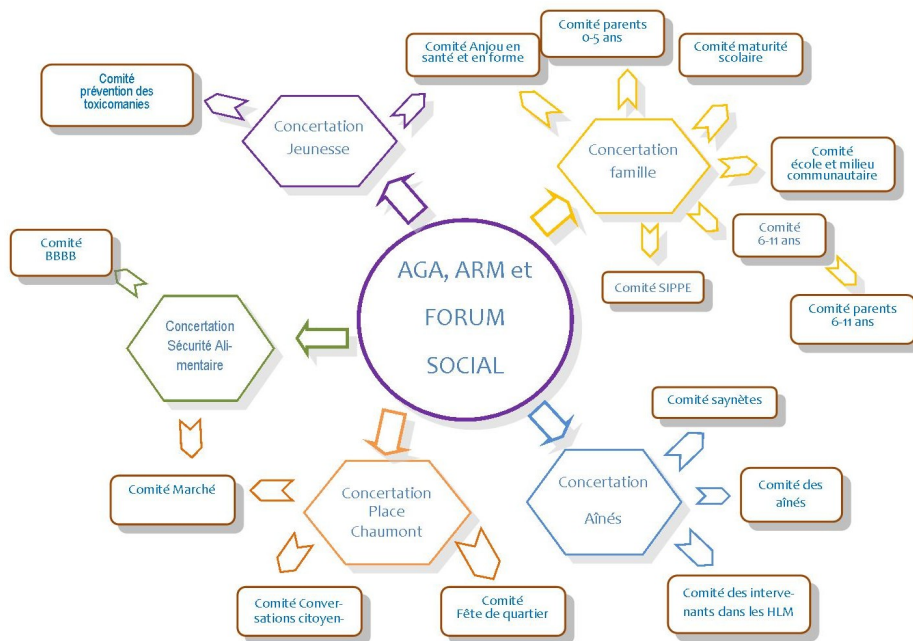 Comité
prévention des
toxicomanies
Concertation
Jeunesse
Comité Anjou en
santé et en forme
Comité parents
0-5 ans
Comité maturité
scolaire
Concertation
famille
Comité
école et milieu
communautaire
Comité
6-11 ans
Comité parents
6-11 ans
Comité SIPPE
Comité
BBBB
Concertation
Sécurité Ali-
mentaire
AGA, ARM et
FORUM
SOCIAL
Comité saynètes
Concertation
Aînés
Comité des
aînés
Comité des interve-
nants dans les HLM
Comité Marché
Concertation
Place
Chaumont
Comité Conver-
sations citoyen-
Comité
Fête de quartier